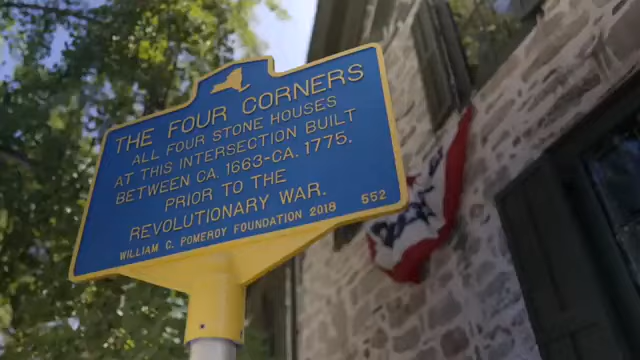 THE FOUR CORNERS
ALL FOUR STONE HOUSES
AT THIS INTERSECTION BUILT
BETWEEN CA. 1663-CA. 1775.
PRIOR TO THE
REVOLUTIONARY WAR.
WILLIAM C. POMEROY FOUNDATION 2018 552